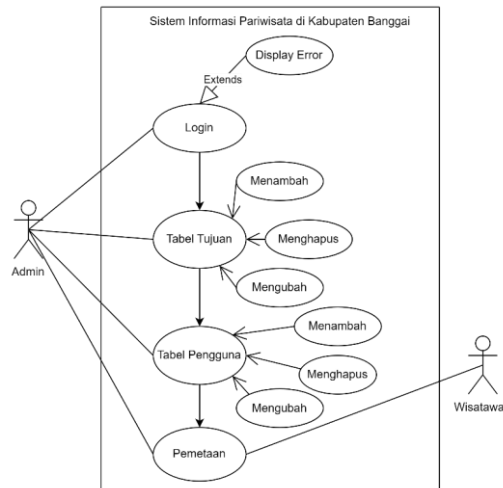 Sistem Informasi Pariwisata di Kabupaten Banggai
Display Error
Extends
Login
Menambah
Tabel Tujuan
Menghapus
Admin
Mengubah
Menambah
Tabel Pengguna
Menghapus
Mengubah
Wisatawa
Pemetaan